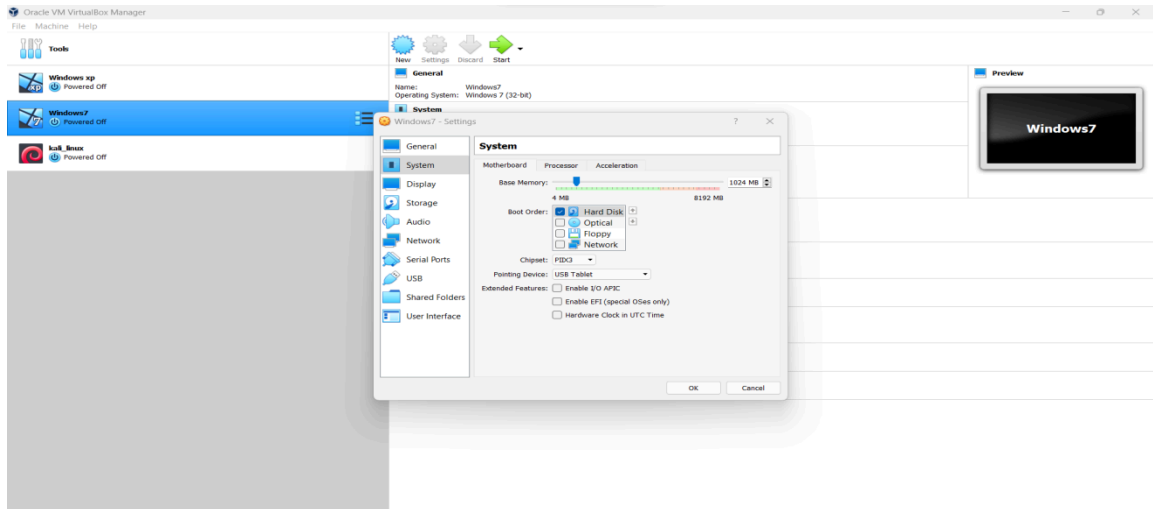 Oracle VM VirtualBox Manager
File Machine Help
Tools
New Settings Discard Start
Windows xp
Powered Off
Windows7
Powered Off
kali_linux
Powered Off
General
Name: Windows7
Operating System: Windows 7 (32-bit)
System
Preview
Windows7
Windows7 - Settings
General
System
Display
Storage
Audio
Network
Serial Ports
USB
Shared Folders
User Interface
System
Motherboard Processor Acceleration
Base Memory: 1024 MB
4 MB 8192 MB
Boot Order: Hard Disk
Optical
Floppy
Network
Chipset: PIIX3
Pointing Device: USB Tablet
Extended Features: Enable I/O APIC
Enable EFI (special OSes only)
Hardware Clock in UTC Time
OK Cancel